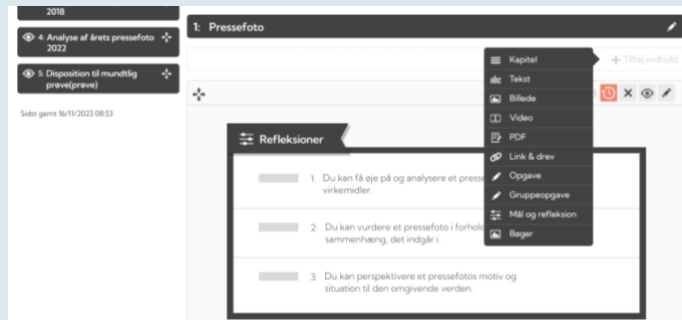 2018
4: Analyse af årets pressefoto
2022
5: Disposition til mundtlig
prøve(prøve)
Sidst gemt 16/11/2023 08:53
1: Pressefoto
Tilføj indhold
Kapitel
abc Tekst
Billede
Video
PDF
Link & drev
Opgave
Gruppeopgave
Mål og refleksion
Bøger
Refleksioner
1: Du kan få øje på og analysere et
virkemidler.
2: Du kan vurdere et pressefoto i
sammenhæng, det indgår i.
3: Du kan perspektivere et pressefotos motiv og
situation til den omgivende verden.